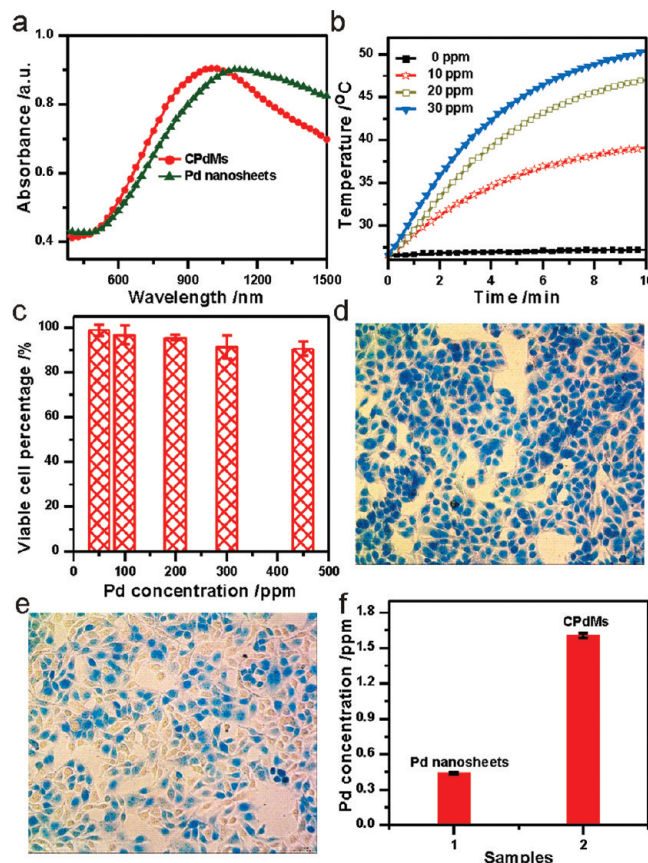 a
1.0
0.8
0.6
0.4
Absorbance /a.u.
CPdMs
Pd nanosheets
600 900 1200 1500
Wavelength /nm
b
50
45
40
35
30
Temperature /°C
0 ppm
10 ppm
20 ppm
30 ppm
0 2 4 6 8 10
Time /min
c
100
80
60
40
20
0
Viable cell percentage /%
0 100 200 300 400 500
Pd concentration /ppm
d
e
f
1.8
1.5
1.2
0.9
0.6
0.3
0.0
Pd concentration /ppm
CPdMs
Pd nanosheets
1 2
Samples